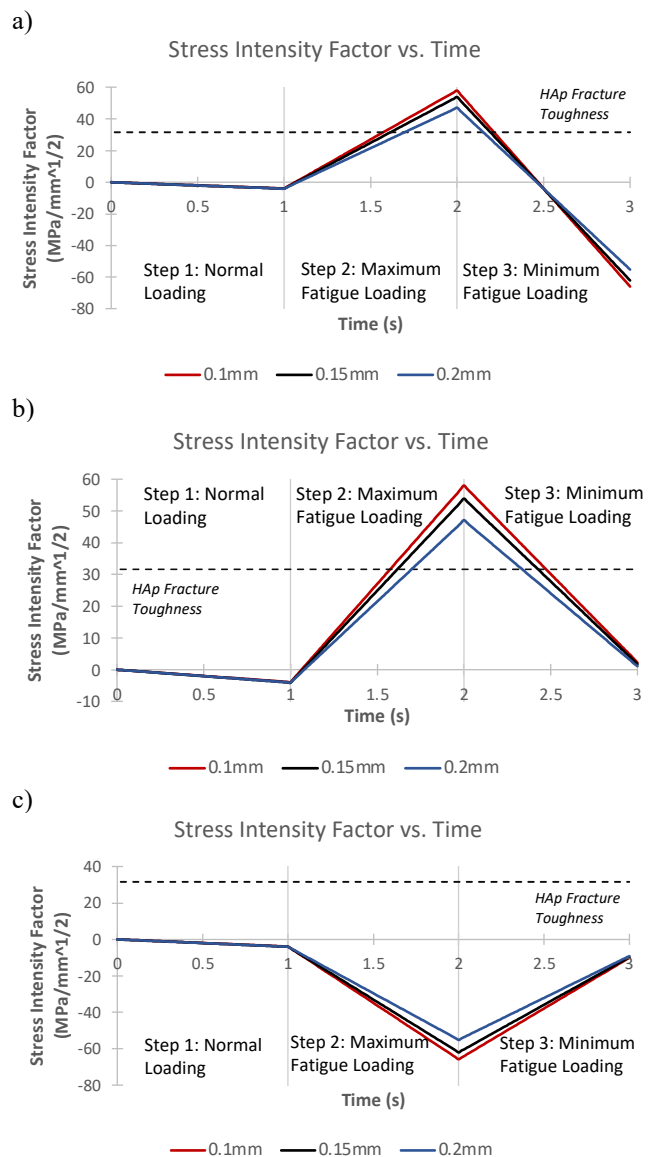 a)
Stress Intensity Factor vs. Time
Stress Intensity Factor
(MPa/mm^1/2)
60
40
20
0
-20
-40
-60
-80
HAp Fracture
Toughness
0
0.5
1
1.5
2
2.5
3
Step 1: Normal
Loading
Step 2: Maximum
Fatigue Loading
Step 3: Minimum
Fatigue Loading
Time (s)
0.1mm
0.15mm
0.2mm
b)
Stress Intensity Factor vs. Time
Stress Intensity Factor
(MPa/mm^1/2)
60
50
40
30
20
10
0
-10
Step 1: Normal
Loading
Step 2: Maximum
Fatigue Loading
Step 3: Minimum
Fatigue Loading
HAp Fracture
Toughness
0
0.5
1
1.5
2
2.5
3
Time (s)
0.1mm
0.15mm
0.2mm
c)
Stress Intensity Factor vs. Time
Stress Intensity Factor
(MPa/mm^1/2)
40
20
0
-20
-40
-60
-80
HAp Fracture
Toughness
0
0.5
1
1.5
2
2.5
3
Step 1: Normal
Loading
Step 2: Maximum
Fatigue Loading
Step 3: Minimum
Fatigue Loading
Time (s)
0.1mm
0.15mm
0.2mm